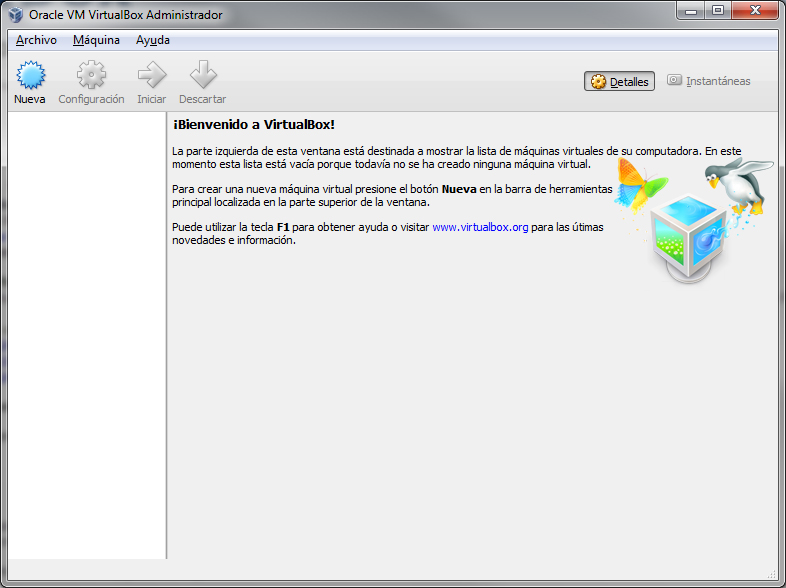 Oracle VM VirtualBox Administrador
Archivo Máquina Ayuda
Nueva Configuración Iniciar Descartar
Detalles Instantáneas
¡Bienvenido a VirtualBox!
La parte izquierda de esta ventana está destinada a mostrar la lista de máquinas virtuales de su computadora. En este
momento esta lista está vacía porque todavía no se ha creado ninguna máquina virtual.
Para crear una nueva máquina virtual presione el botón Nueva en la barra de herramientas
principal localizada en la parte superior de la ventana.
Puede utilizar la tecla F1 para obtener ayuda o visitar www.virtualbox.org para las útimas
novedades e información.